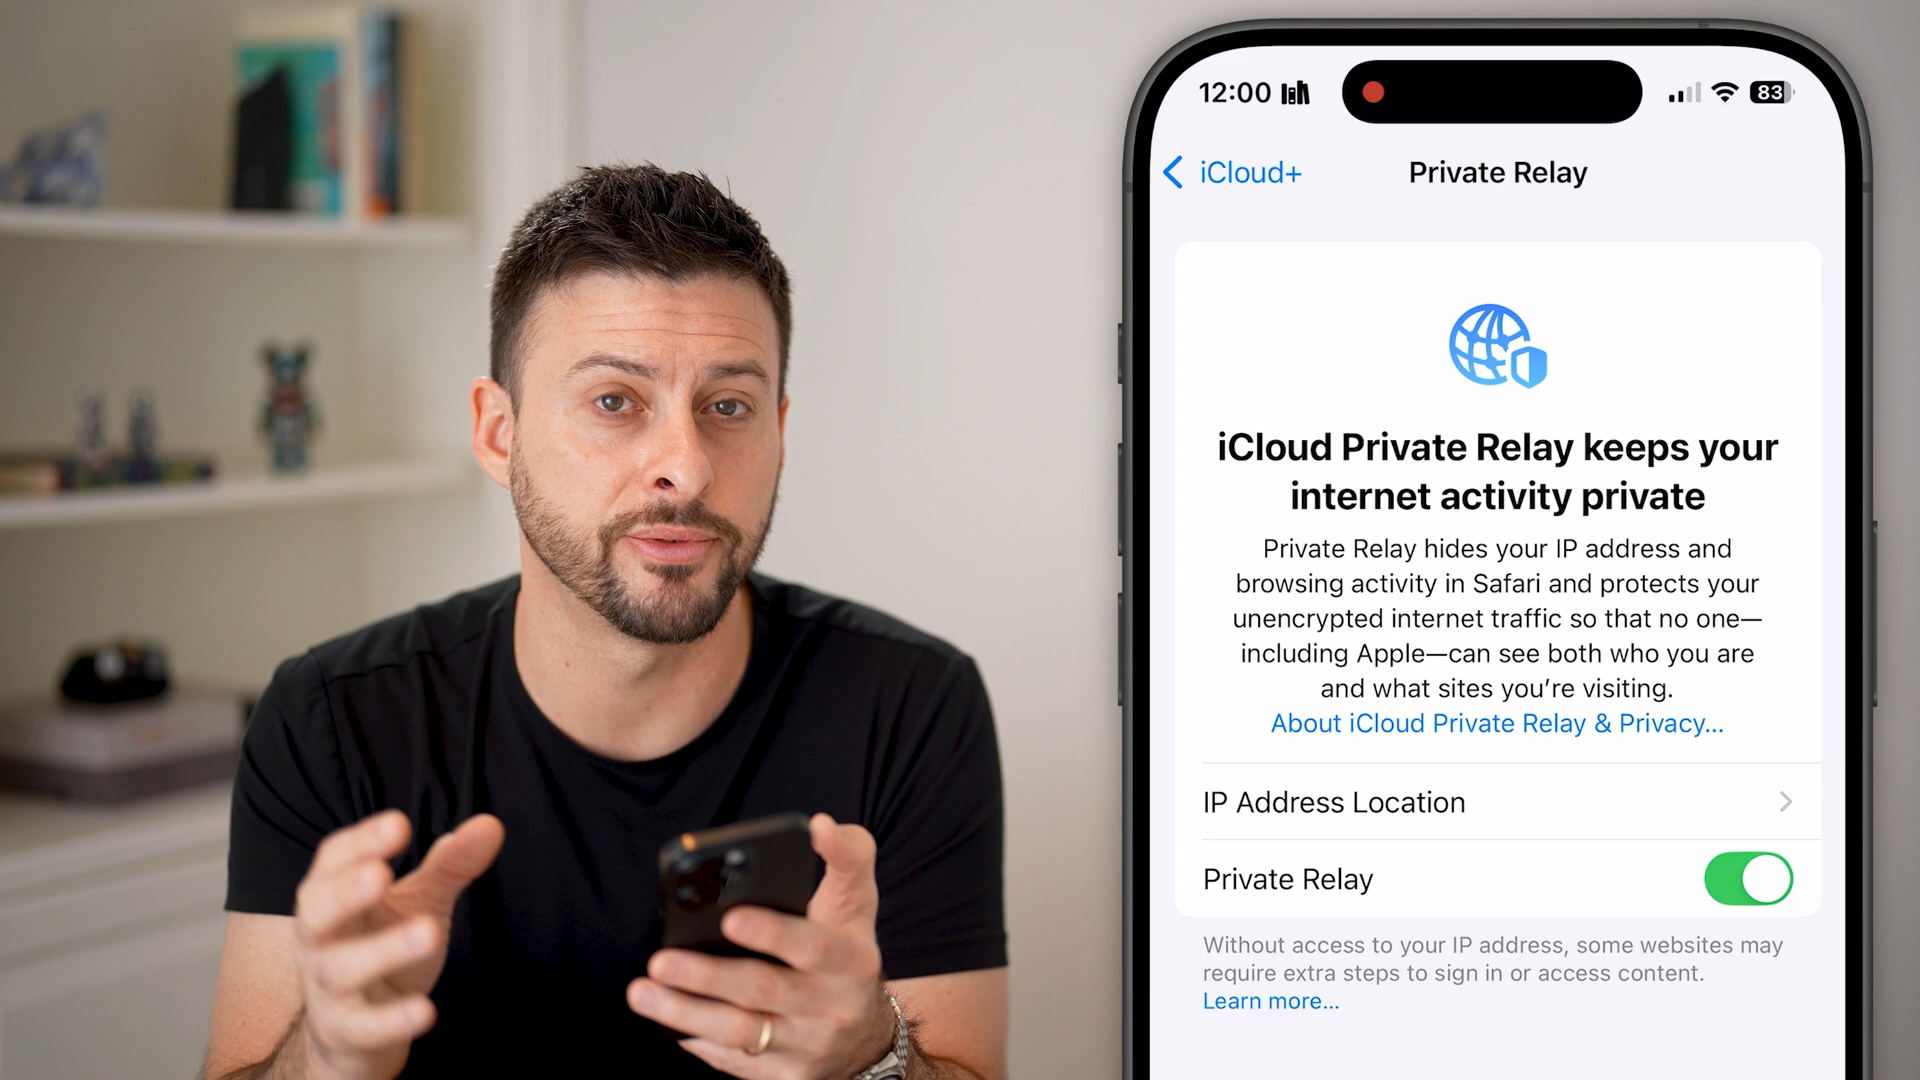 12:00
83
iCloud+
Private Relay
iCloud Private Relay keeps your
internet activity private
Private Relay hides your IP address and
browsing activity in Safari and protects your
unencrypted internet traffic so that no one—
including Apple—can see both who you are
and what sites you’re visiting.
About iCloud Private Relay & Privacy...
IP Address Location
Private Relay
Without access to your IP address, some websites may
require extra steps to sign in or access content.
Learn more...